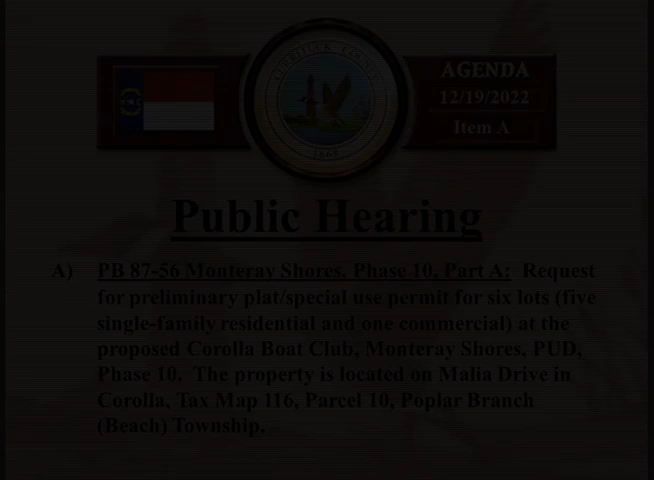 CURRITUCK COUNTY
AGENDA
12/19/2022
Item A
1668
Public Hearing
A) PB 87-56 Monteray Shores, Phase 10, Part A: Request
for preliminary plat/special use permit for six lots (five
single-family residential and one commercial) at the
proposed Corolla Boat Club, Monteray Shores, PUD,
Phase 10. The property is located on Malia Drive in
Corolla, Tax Map 116, Parcel 10, Poplar Branch
(Beach) Township.